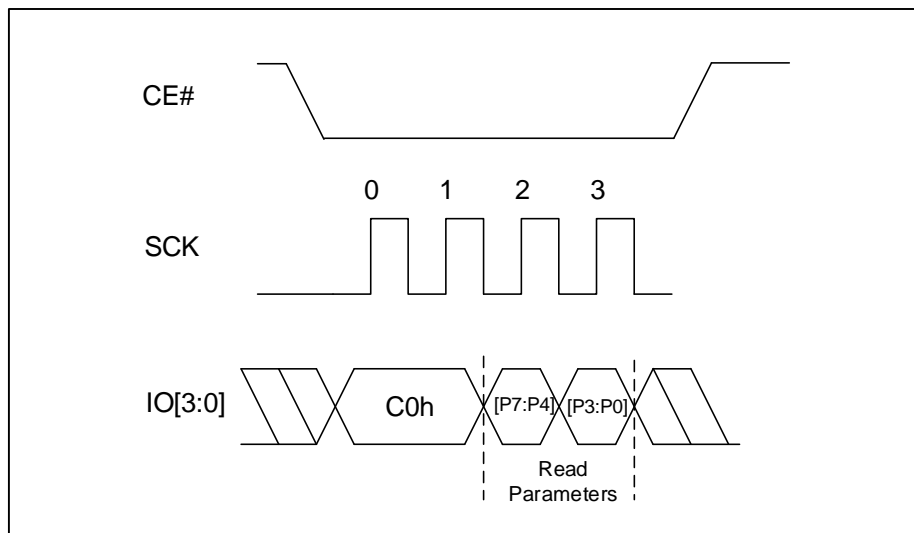 CE#
0 1 2 3
SCK
IO[3:0]
C0h
[P7:P4]
[P3:P0]
Read
Parameters